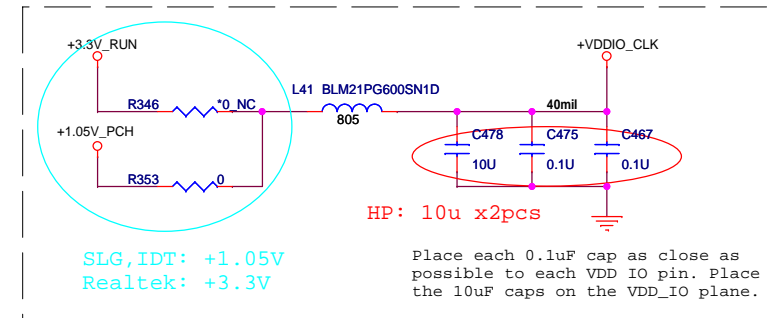 +3.3V_RUN
+VDDIO_CLK
L41 BLM21PG600SN1D
R346
*0_NC
40mil
805
+1.05V_PCH
C478
C475
C467
10U
0.1U
0.1U
R353
0
HP: 10u x2pcs
SLG,IDT: +1.05V
Realtek: +3.3V
Place each 0.1uF cap as close as
possible to each VDD IO pin. Place
the 10uF caps on the VDD_IO plane.